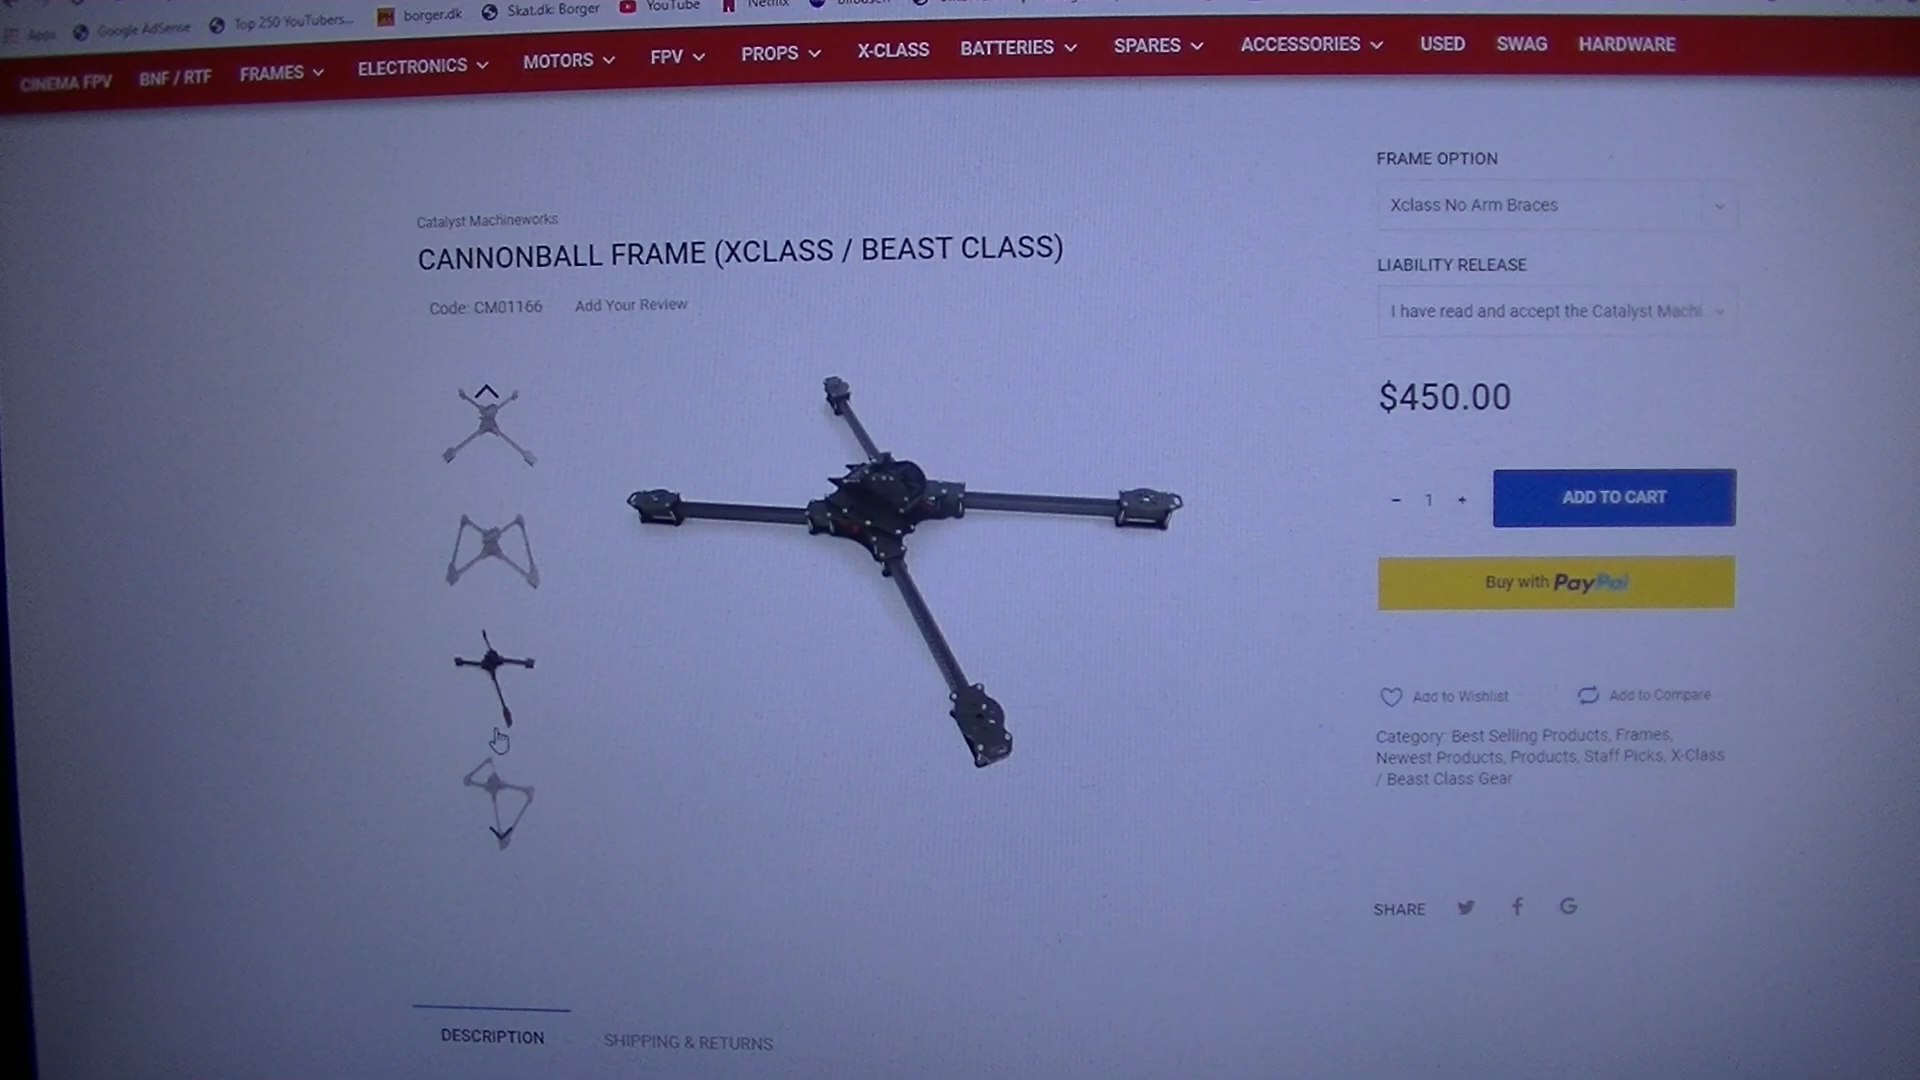 Apps Google AdSense Top 250 YouTubers... borger.dk Skat.dk: Borger YouTube Netflix
CINEMA FPV BNF / RTF FRAMES ELECTRONICS MOTORS FPV PROPS X-CLASS BATTERIES SPARES ACCESSORIES USED SWAG HARDWARE
Catalyst Machineworks
CANNONBALL FRAME (XCLASS / BEAST CLASS)
Code: CM01166 Add Your Review
FRAME OPTION
Xclass No Arm Braces
LIABILITY RELEASE
I have read and accept the Catalyst Machi
$450.00
- 1 + ADD TO CART
Buy with PayPal
Add to Wishlist Add to Compare
Category: Best Selling Products, Frames,
Newest Products, Products, Staff Picks, X-Class
/ Beast Class Gear
SHARE
DESCRIPTION SHIPPING & RETURNS